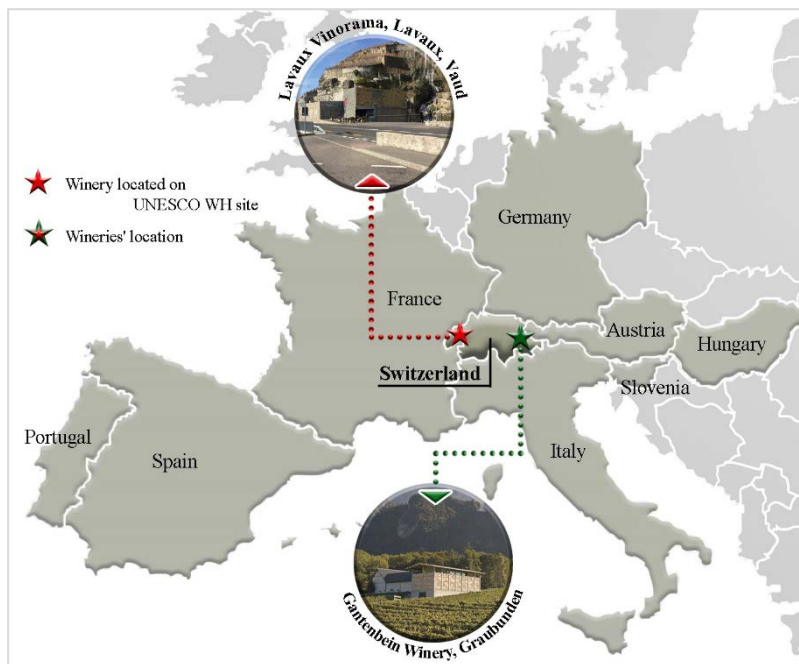 Lavaux Vinorama, Lavaux, Vaud
Winery located on
UNESCO WH site
Wineries' location
Germany
France
Austria
Hungary
Switzerland
Slovenia
Portugal
Spain
Italy
Gantenbein Winery, Graubunden